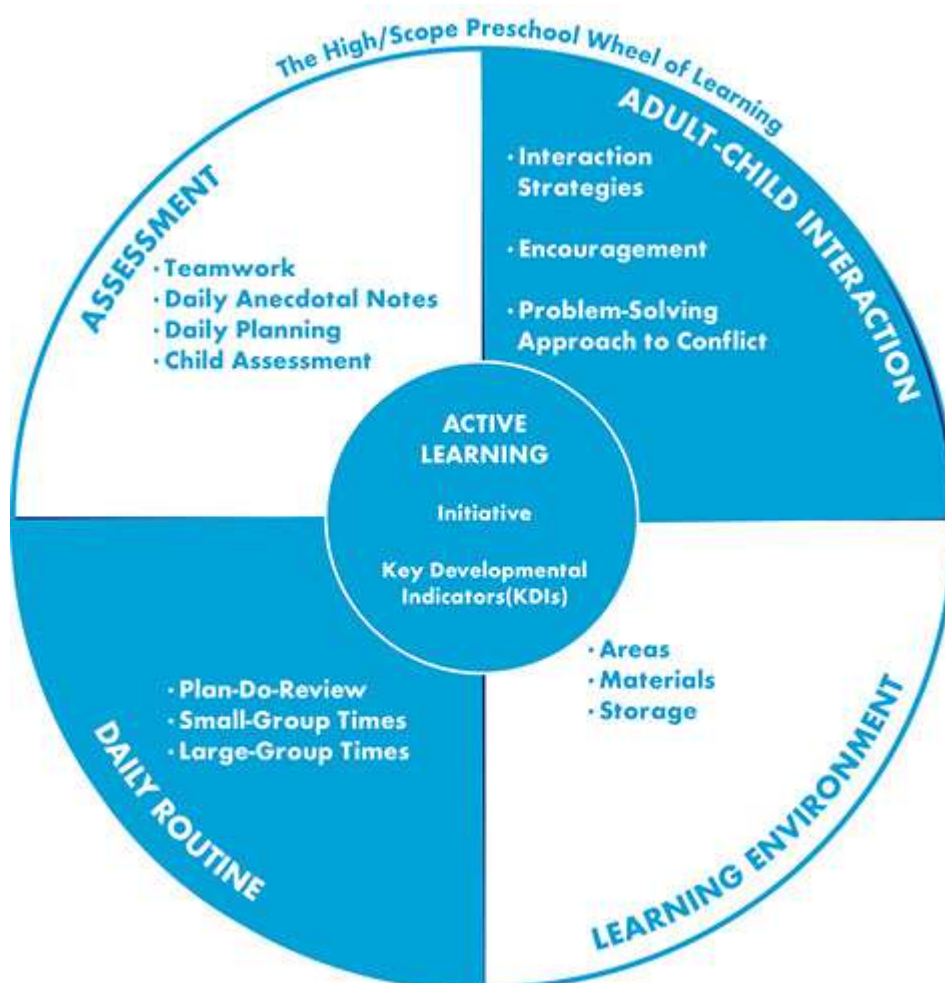 The High/Scope Preschool Wheel of Learning
ASSESSMENT
· Teamwork
· Daily Anecdotal Notes
· Daily Planning
· Child Assessment
ADULT-CHILD INTERACTION
· Interaction
Strategies
· Encouragement
· Problem-Solving
Approach to Conflict
ACTIVE
LEARNING
Initiative
Key Developmental
Indicators(KDIs)
DAILY ROUTINE
· Plan-Do-Review
· Small-Group Times
· Large-Group Times
LEARNING ENVIRONMENT
· Areas
· Materials
· Storage